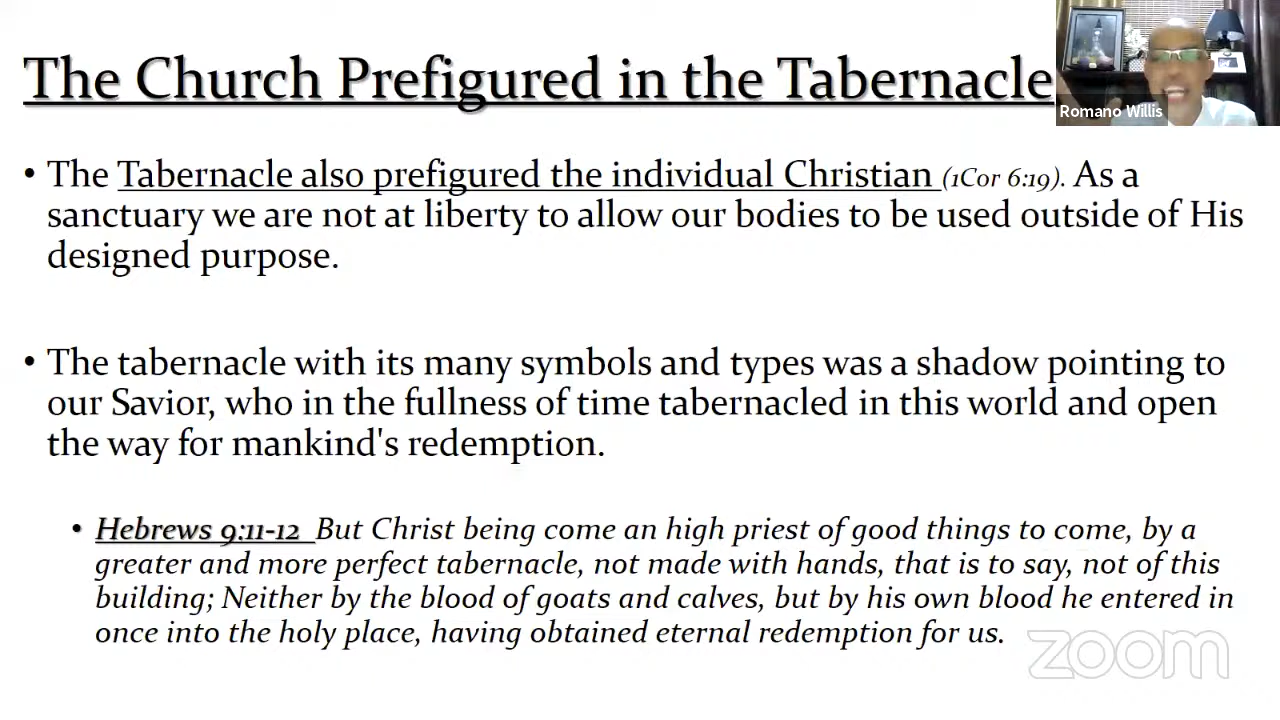 The Church Prefigured in the Tabernacle
Romano Willis
• The Tabernacle also prefigured the individual Christian (1Cor 6:19). As a
sanctuary we are not at liberty to allow our bodies to be used outside of His
designed purpose.
• The tabernacle with its many symbols and types was a shadow pointing to
our Savior, who in the fullness of time tabernacled in this world and open
the way for mankind's redemption.
• Hebrews 9:11-12 But Christ being come an high priest of good things to come, by a
greater and more perfect tabernacle, not made with hands, that is to say, not of this
building; Neither by the blood of goats and calves, but by his own blood he entered in
once into the holy place, having obtained eternal redemption for us.
zoom